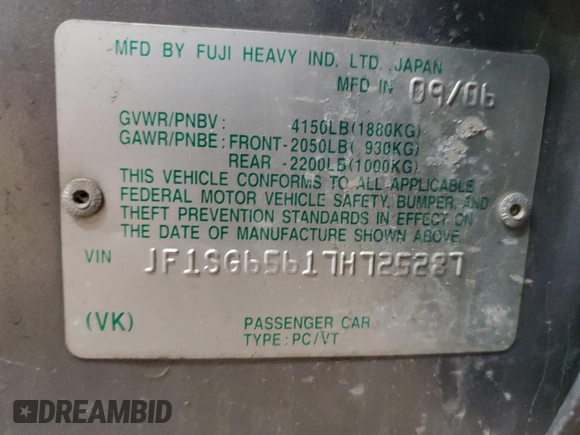 MFD BY FUJI HEAVY IND. LTD. JAPAN
MFD IN 09/06
GVWR/PNBV : 4150LB(1880KG)
GAWR/PNBE : FRONT-2050LB( 930KG)
REAR -2200LB(1000KG)
THIS VEHICLE CONFORMS TO ALL APPLICABLE
FEDERAL MOTOR VEHICLE SAFETY, BUMPER, AND
THEFT PREVENTION STANDARDS IN EFFECT ON
THE DATE OF MANUFACTURE SHOWN ABOVE.
VIN JF1SG65617H725287
(VK) PASSENGER CAR
TYPE : PC/VT
DREAMBID